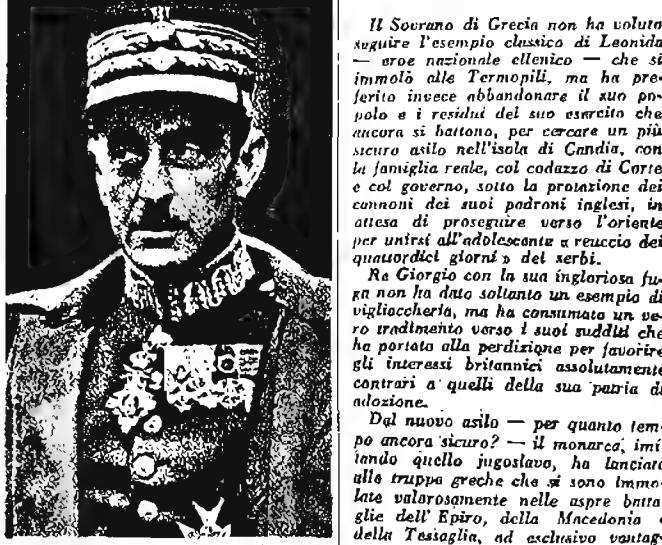 Il Sovrano di Grecia non ha voluto
seguire l'esempio classico di Leonida
— eroe nazionale ellenico — che si
immolò alle Termopili, ma ha pre-
ferito invece abbandonare il suo po-
polo e i residui del suo esercito che
ancora si battono, per cercare un più
sicuro asilo nell'isola di Candia, con
la famiglia reale, col codazzo di Corte
e col governo, sotto la protezione dei
cannoni dei suoi padroni inglesi, in
attesa di proseguire verso l'oriente
per unirsi all'adolescente « reuccio dei
quattordici giorni » dei serbi.
Re Giorgio con la sua ingloriosa fu-
ga non ha dato soltanto un esempio di
vigliaccheria, ma ha consumato un ve-
ro tradimento verso i suoi sudditi che
ha portato alla perdizione per favorire
gli interessi britannici assolutamente
contrari a quelli della sua patria di
adozione.
Dal nuovo asilo — per quanto tem-
po ancora sicuro? — il monarca, imi
tando quello jugoslavo, ha lanciato
alle truppe greche che si sono immo-
late valorosamente nelle aspre batta-
glie dell'Epiro, della Macedonia e
della Tessaglia, ad esclusivo vantag-